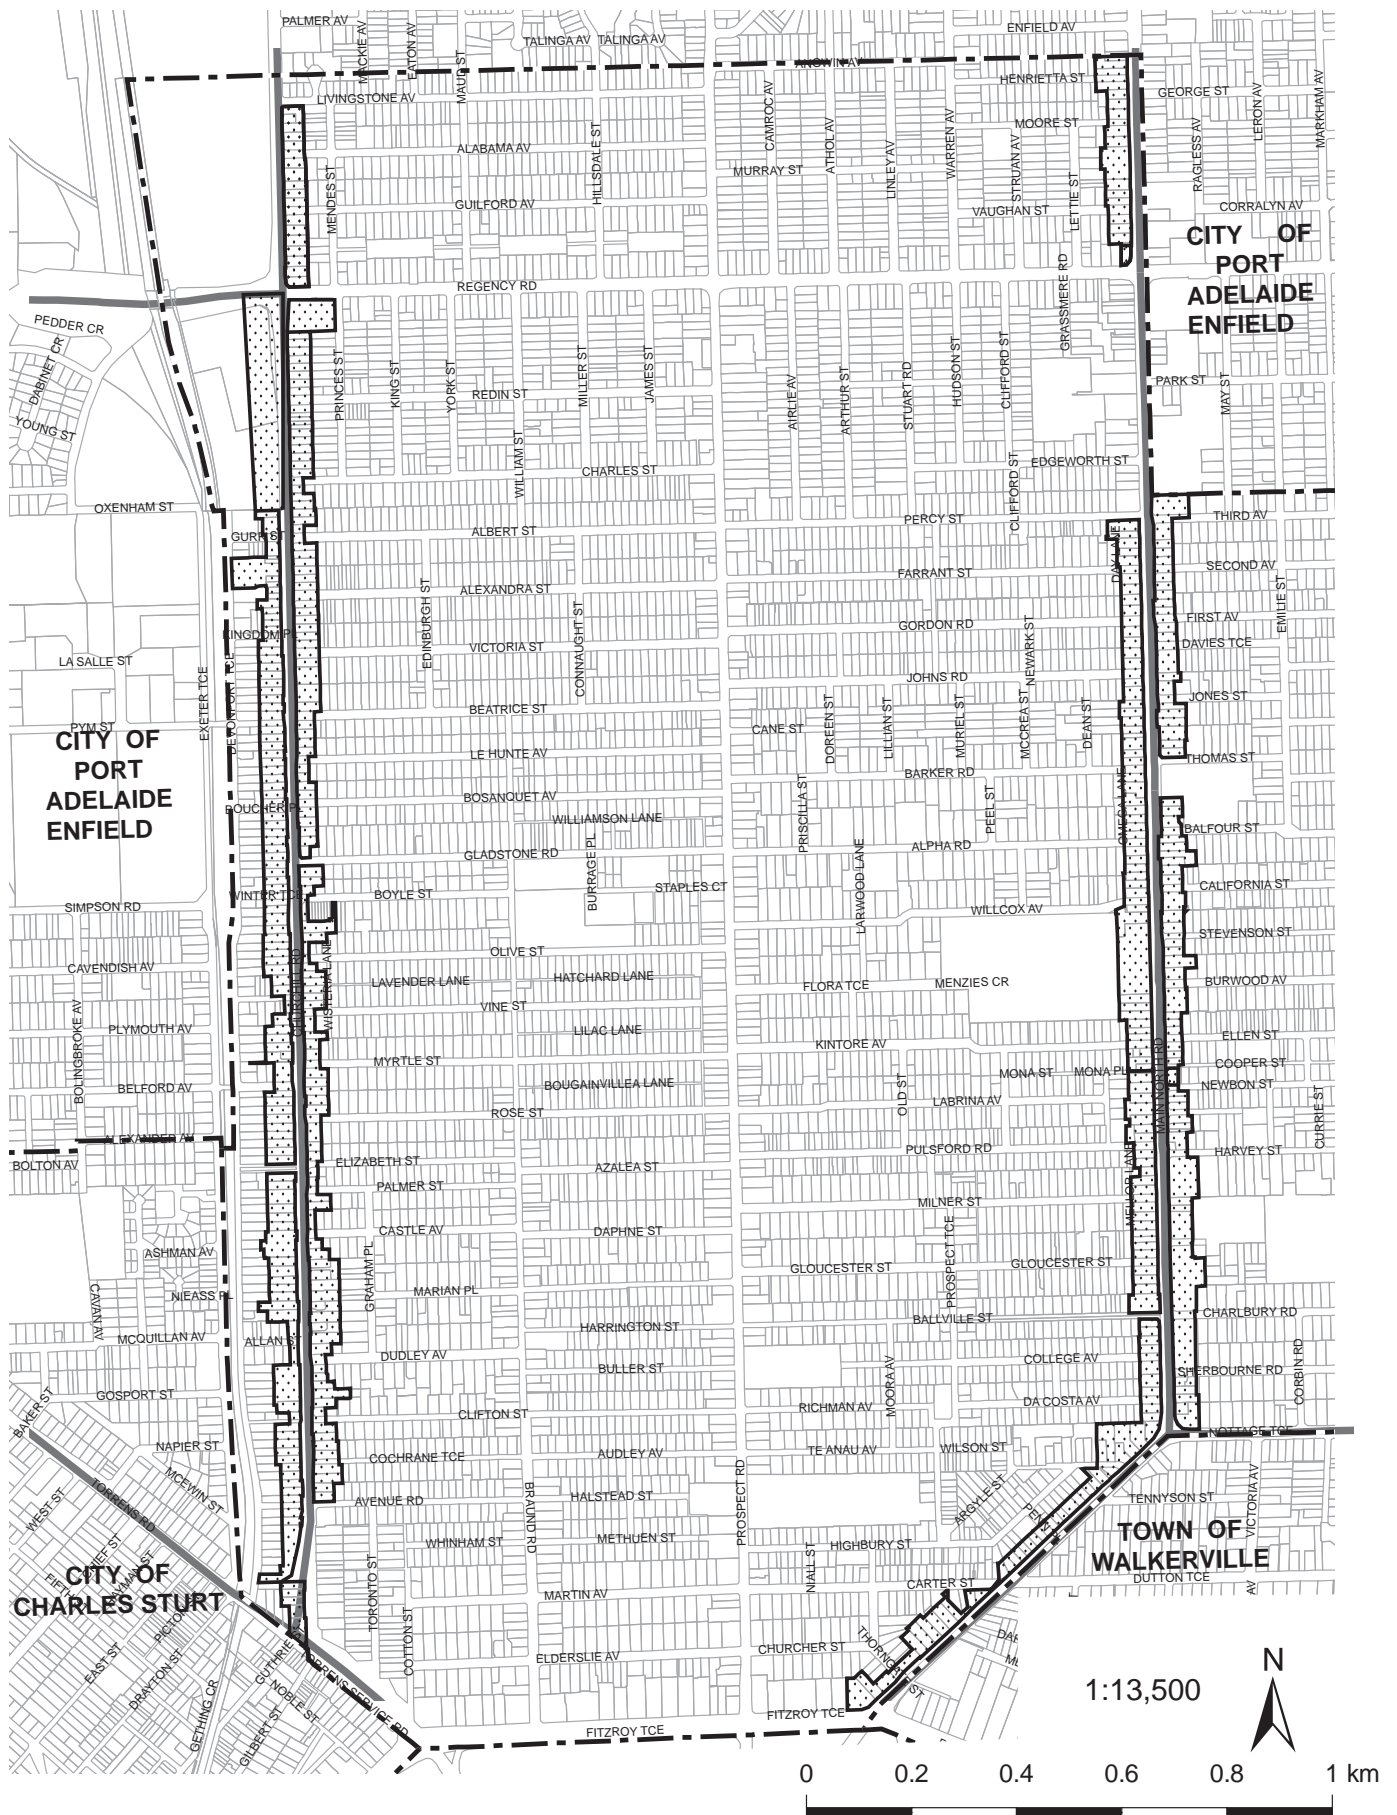 PALMER AV
MACKIE AV
EATON AV
MAUD ST
TALINGA AV
TALINGA AV
ENFIELD AV
ANGWIN AV
HENRIETTA ST
GEORGE ST
LIVINGSTONE AV
MOORE ST
CAMROC AV
ATHOL AV
LINLEY AV
WARREN AV
STRUAN AV
LETTIE ST
RAGLESS AV
LERON AV
MARKHAM AV
ALABAMA AV
HILLSDALE ST
MURRAY ST
MENDES ST
GUILFORD AV
VAUGHAN ST
CORRALYN AV
CITY OF
PORT
ADELAIDE
ENFIELD
REGENCY RD
GRASSMERE RD
PEDDER CR
DABINET CR
YOUNG ST
PRINCES ST
KING ST
YORK ST
REDIN ST
MILLER ST
JAMES ST
AIRLIE AV
ARTHUR ST
STUART RD
HUDSON ST
CLIFFORD ST
PARK ST
MAY ST
WILLIAM ST
CHARLES ST
CLIFFORD ST
EDGEWORTH ST
OXENHAM ST
GURR ST
ALBERT ST
PERCY ST
THIRD AV
DAY LANE
FARRANT ST
SECOND AV
EDINBURGH ST
ALEXANDRA ST
CONNAUGHT ST
GORDON RD
NEWARK ST
FIRST AV
EMILIE ST
KINGDOM PL
VICTORIA ST
DAVIES TCE
LA SALLE ST
EXETER TCE
DEVONPORT TCE
JOHNS RD
JONES ST
BEATRICE ST
CANE ST
DOREEN ST
LILLIAN ST
MURIEL ST
MCCREA ST
DEAN ST
PYM ST
CITY OF
PORT
ADELAIDE
ENFIELD
LE HUNTE AV
BARKER RD
THOMAS ST
BOUCHER PL
BOSANQUET AV
WILLIAMSON LANE
PRISCILLA ST
PEEL ST
OMEGA LANE
BALFOUR ST
GLADSTONE RD
BURRAGE PL
ALPHA RD
LARWOOD LANE
WINTER TCE
BOYLE ST
STAPLES CT
CALIFORNIA ST
SIMPSON RD
WILLCOX AV
STEVENSON ST
CHURCHILL RD
WISTERIA LANE
OLIVE ST
CAVENDISH AV
LAVENDER LANE
HATCHARD LANE
FLORA TCE
MENZIES CR
BURWOOD AV
BOLINGBROKE AV
VINE ST
PLYMOUTH AV
LILAC LANE
KINTORE AV
ELLEN ST
MAIN NORTH RD
MYRTLE ST
COOPER ST
BELFORD AV
BOUGAINVILLEA LANE
OLD ST
MONA ST
MONA PL
NEWBON ST
CURRIE ST
ROSE ST
LABRINA AV
ALEXANDER AV
PULSFORD RD
HARVEY ST
BOLTON AV
ELIZABETH ST
AZALEA ST
MELLOR LANE
PALMER ST
MILNER ST
CASTLE AV
DAPHNE ST
PROSPECT TCE
ASHMAN AV
GRAHAM PL
GLOUCESTER ST
GLOUCESTER ST
CAVAN AV
NIEASS PL
MARIAN PL
CHARLBURY RD
MCQUILLAN AV
ALLAN ST
HARRINGTON ST
BALLVILLE ST
DUDLEY AV
BULLER ST
COLLEGE AV
SHERBOURNE RD
CORBIN RD
GOSPORT ST
MOORA AV
DA COSTA AV
BAKER ST
CLIFTON ST
RICHMAN AV
NOTTAGE TCE
NAPIER ST
COCHRANE TCE
AUDLEY AV
TE ANAU AV
WILSON ST
WEST ST
TORRENS RD
MCEWIN ST
AVENUE RD
BRAUND RD
HALSTEAD ST
PROSPECT RD
ARGYLE ST
TENNYSON ST
VICTORIA AV
WHINHAM ST
METHUEN ST
HIGHBURY ST
TOWN OF
WALKERVILLE
CITY OF
CHARLES STURT
TORONTO ST
NIAL ST
CARTER ST
DUTTON TCE
MARTIN AV
AV
EAST ST
DRAYTON ST
GUTHRIE ST
COTTON ST
ELDERSLIE AV
CHURCHER ST
THORNGATE ST
GETHING CR
NOBLE ST
GILBERT ST
TORRENS SERVICE RD
FITZROY TCE
FITZROY TCE
1:13,500
N
0 0.2 0.4 0.6 0.8 1 km